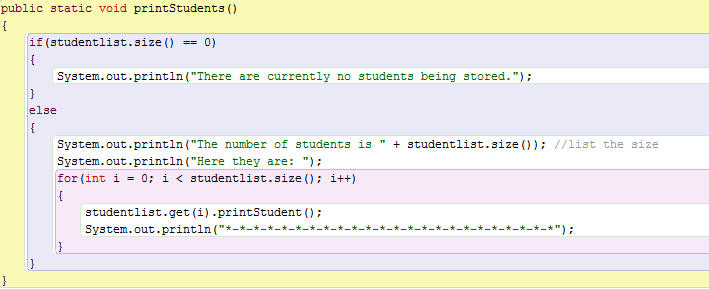 public static void printStudents()
{
if(studentlist.size() == 0)
{
System.out.println("There are currently no students being stored.");
}
else
{
System.out.println("The number of students is " + studentlist.size()); //list the size
System.out.println("Here they are: ");
for(int i = 0; i < studentlist.size(); i++)
{
studentlist.get(i).printStudent();
System.out.println("*-*-*-*-*-*-*-*-*-*-*-*-*-*-*-*-*-*-*-*-*-*-*-*");
}
}
}